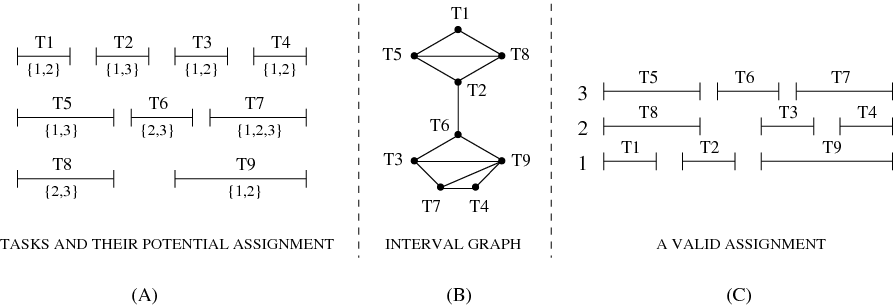 T1 T2 T3 T4
{1,2} {1,3} {1,2} {1,2}
T5 T6 T7
{1,3} {2,3} {1,2,3}
T8 T9
{2,3} {1,2}
TASKS AND THEIR POTENTIAL ASSIGNMENT
(A)
T1
T5 T8
T2
T6
T3 T9
T7 T4
INTERVAL GRAPH
(B)
T5 T6 T7
3
T8 T3 T4
2
T1 T2 T9
1
A VALID ASSIGNMENT
(C)